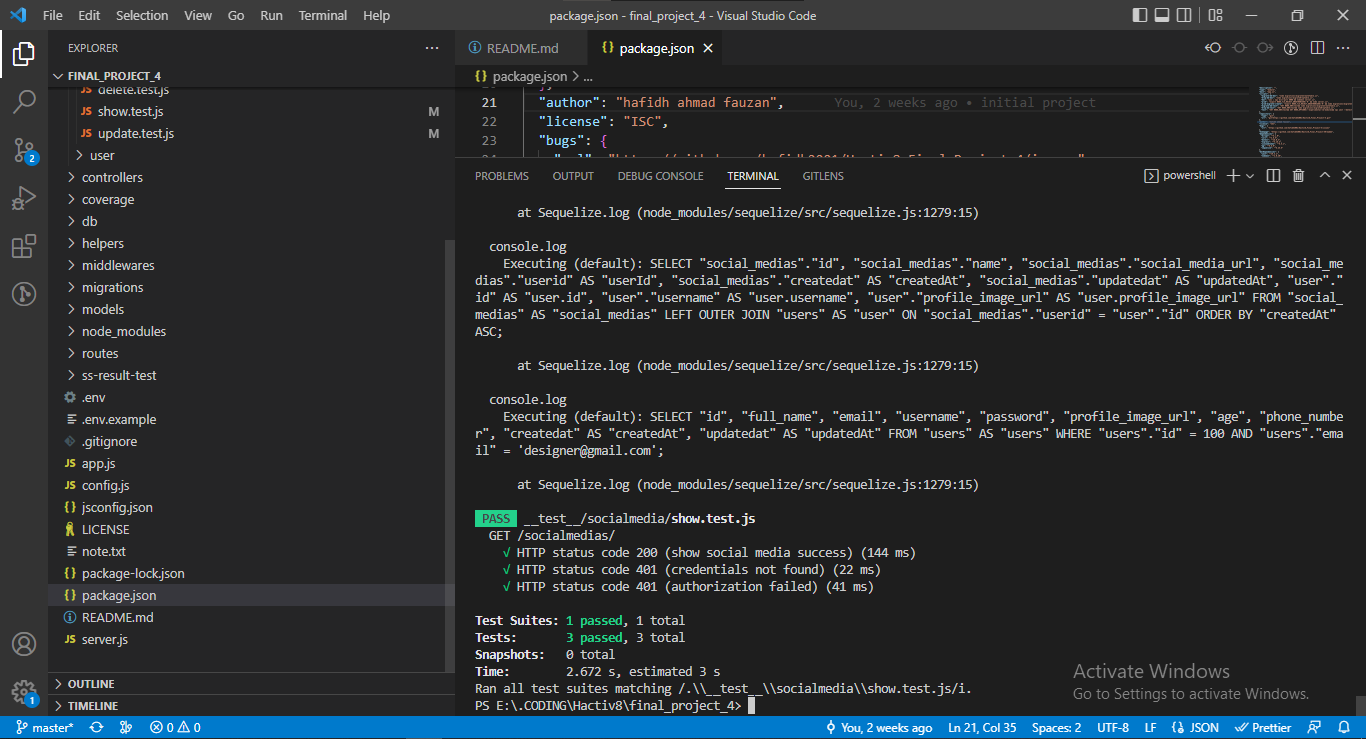 File Edit Selection View Go Run Terminal Help
package.json - final_project_4 - Visual Studio Code
EXPLORER
FINAL_PROJECT_4
JS delete.test.js
JS show.test.js M
JS update.test.js M
user
controllers
coverage
db
helpers
middlewares
migrations
models
node_modules
routes
ss-result-test
.env
.env.example
.gitignore
JS app.js
JS config.js
{} jsconfig.json
LICENSE
note.txt
{} package-lock.json
{} package.json
README.md
JS server.js
OUTLINE
TIMELINE
2
1
README.md
{} package.json
{} package.json > ...
21 "author": "hafidh ahmad fauzan", You, 2 weeks ago • initial project
22 "license": "ISC",
23 "bugs": {
PROBLEMS OUTPUT DEBUG CONSOLE TERMINAL GITLENS
powershell
at Sequelize.log (node_modules/sequelize/src/sequelize.js:1279:15)
console.log
Executing (default): SELECT "social_medias"."id", "social_medias"."name", "social_medias"."social_media_url", "social_me
dias"."userid" AS "userId", "social_medias"."createdat" AS "createdAt", "social_medias"."updatedat" AS "updatedAt", "user"."
id" AS "user.id", "user"."username" AS "user.username", "user"."profile_image_url" AS "user.profile_image_url" FROM "social_
medias" AS "social_medias" LEFT OUTER JOIN "users" AS "user" ON "social_medias"."userid" = "user"."id" ORDER BY "createdAt"
ASC;
at Sequelize.log (node_modules/sequelize/src/sequelize.js:1279:15)
console.log
Executing (default): SELECT "id", "full_name", "email", "username", "password", "profile_image_url", "age", "phone_numbe
r", "createdat" AS "createdAt", "updatedat" AS "updatedAt" FROM "users" AS "users" WHERE "users"."id" = 100 AND "users"."ema
il" = 'designer@gmail.com';
at Sequelize.log (node_modules/sequelize/src/sequelize.js:1279:15)
PASS __test__/socialmedia/show.test.js
GET /socialmedias/
√ HTTP status code 200 (show social media success) (144 ms)
√ HTTP status code 401 (credentials not found) (22 ms)
√ HTTP status code 401 (authorization failed) (41 ms)
Test Suites: 1 passed, 1 total
Tests: 3 passed, 3 total
Snapshots: 0 total
Time: 2.672 s, estimated 3 s
Ran all test suites matching /.\\__test__\\socialmedia\\show.test.js/i.
PS E:\.CODING\Hactiv8\final_project_4>
Activate Windows
Go to Settings to activate Windows.
master* 0 0 You, 2 weeks ago Ln 21, Col 35 Spaces: 2 UTF-8 LF {} JSON Prettier